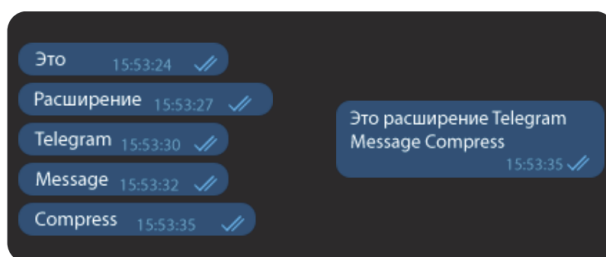 Это 15:53:24
Расширение 15:53:27
Telegram 15:53:30
Message 15:53:32
Compress 15:53:35
Это расширение Telegram
Message Compress
15:53:35